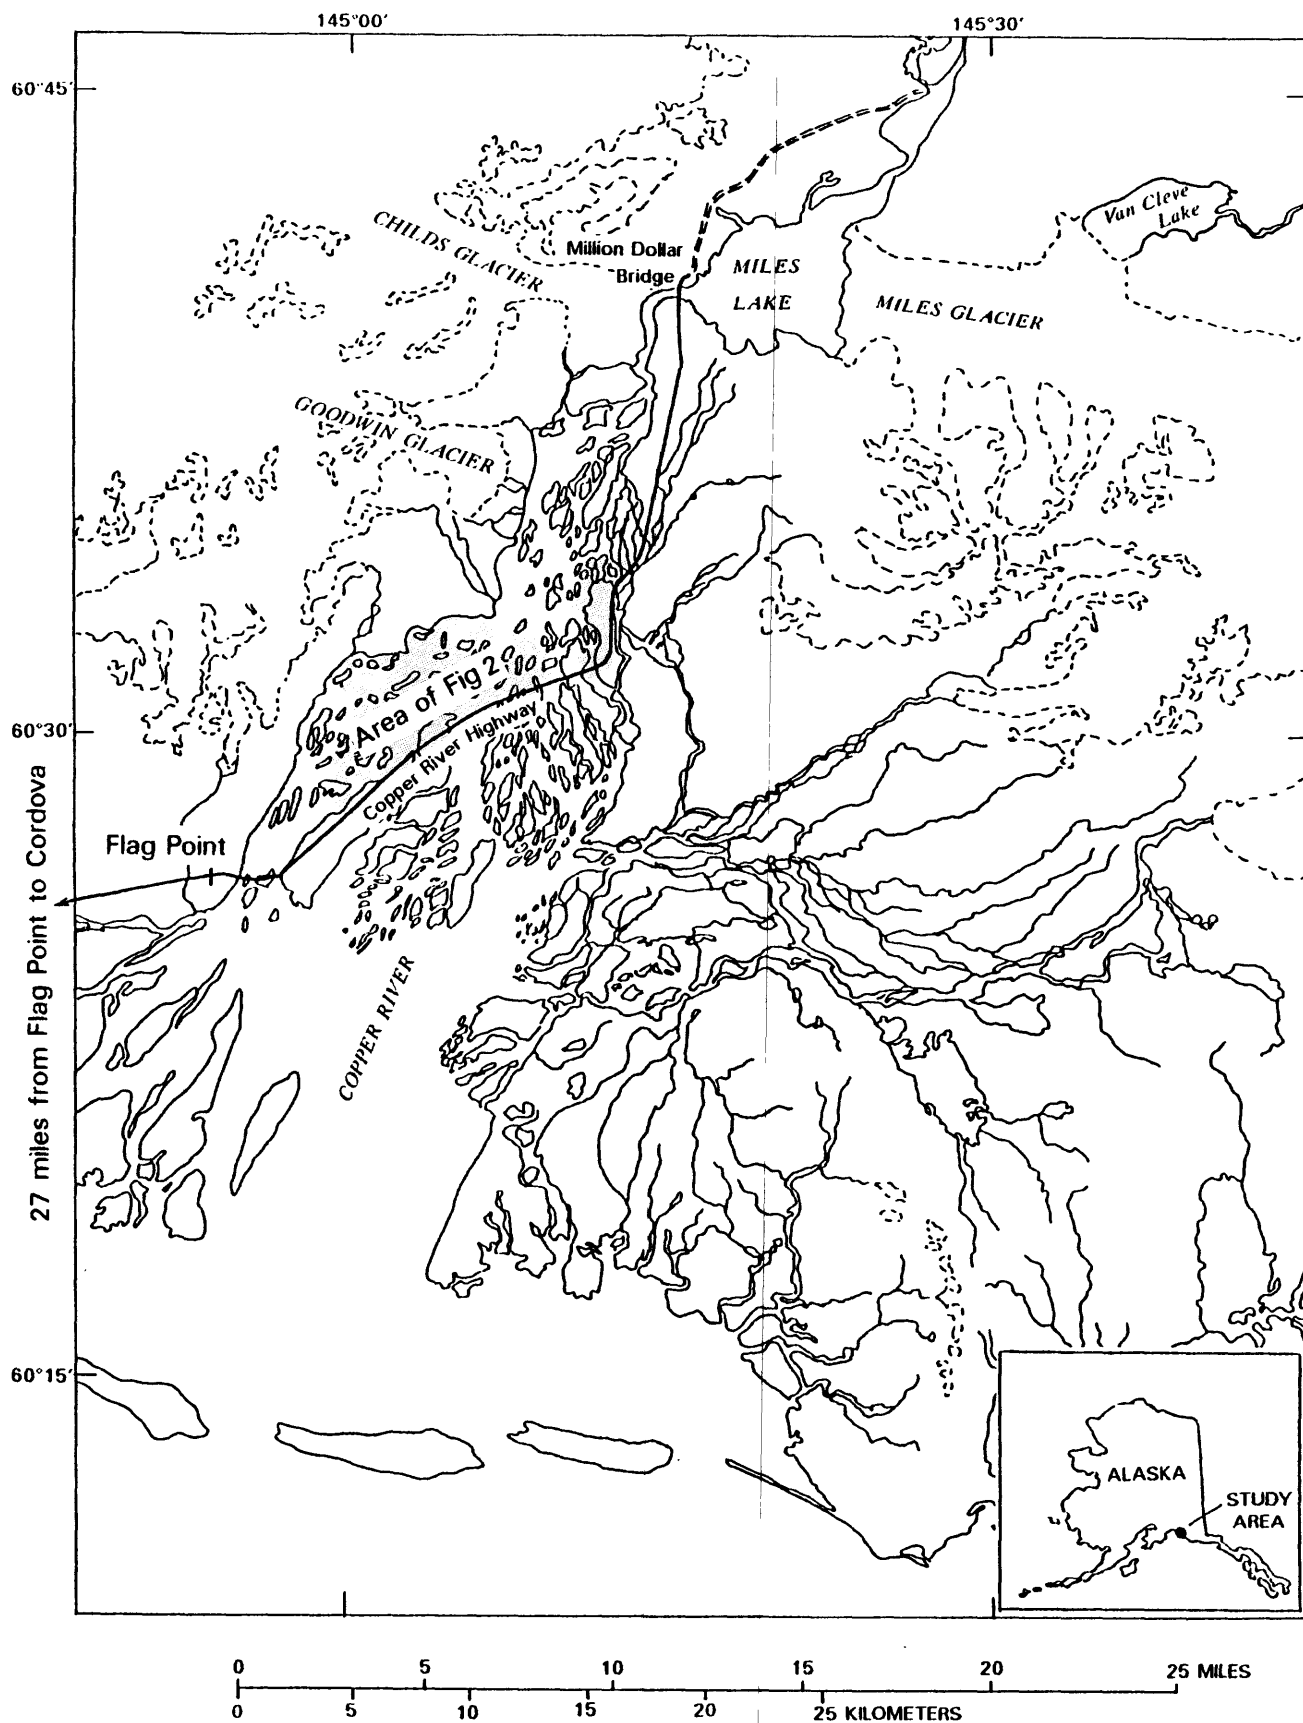 145°00'
145°30'
60°45'
Van Cleve
Lake
CHILDS GLACIER
Million Dollar
Bridge
MILES
LAKE
MILES GLACIER
GOODWIN GLACIER
Area of Fig 2
60°30'
Copper River Highway
Flag Point
27 miles from Flag Point to Cordova
COPPER RIVER
60°15'
ALASKA
STUDY
AREA
0 5 10 15 20 25 MILES
0 5 10 15 20 25 KILOMETERS